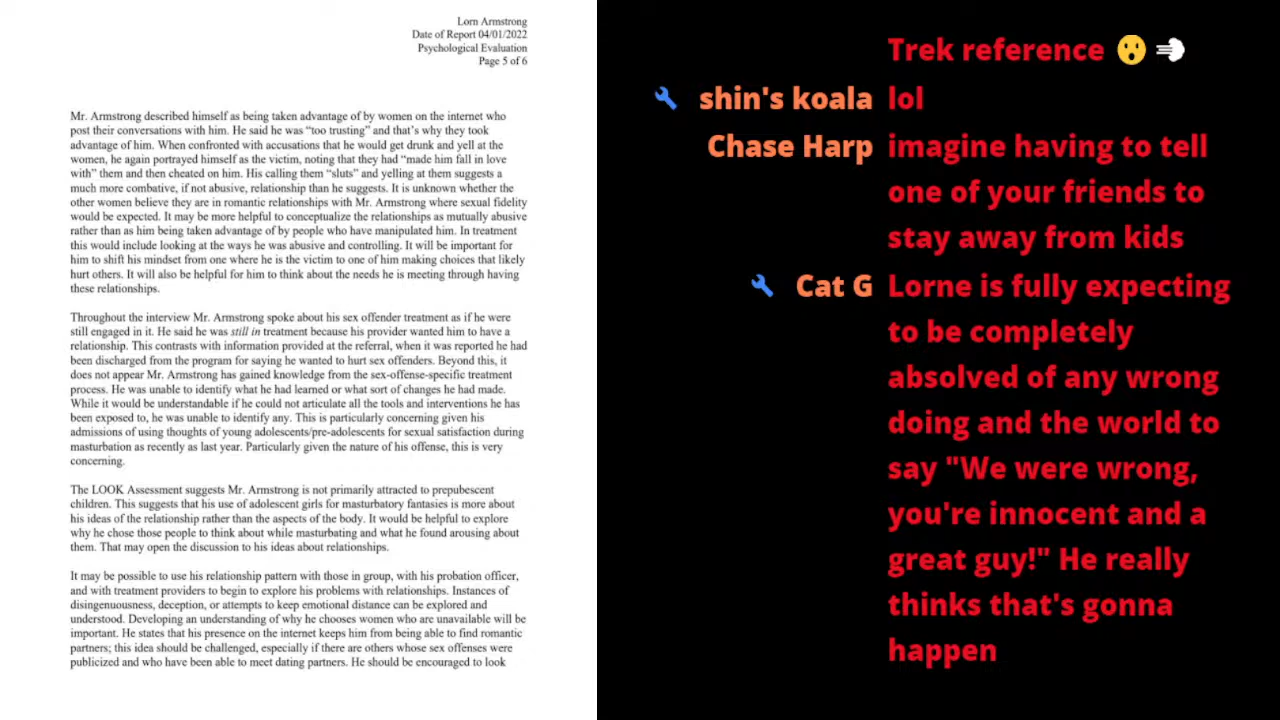 Lorn Armstrong
Date of Report 04/01/2022
Psychological Evaluation
Page 5 of 6
Mr. Armstrong described himself as being taken advantage of by women on the internet who
post their conversations with him. He said he was “too trusting” and that’s why they took
advantage of him. When confronted with accusations that he would get drunk and yell at the
women, he again portrayed himself as the victim, noting that they had “made him fall in love
with” them and then cheated on him. His calling them “sluts” and yelling at them suggests a
much more combative, if not abusive, relationship than he suggests. It is unknown whether the
other women believe they are in romantic relationships with Mr. Armstrong where sexual fidelity
would be expected. It may be more helpful to conceptualize the relationships as mutually abusive
rather than as him being taken advantage of by people who have manipulated him. In treatment
this would include looking at the ways he was abusive and controlling. It will be important for
him to shift his mindset from one where he is the victim to one of him making choices that likely
hurt others. It will also be helpful for him to think about the needs he is meeting through having
these relationships.
Throughout the interview Mr. Armstrong spoke about his sex offender treatment as if he were
still engaged in it. He said he was still in treatment because his provider wanted him to have a
relationship. This contrasts with information provided at the referral, when it was reported he had
been discharged from the program for saying he wanted to hurt sex offenders. Beyond this, it
does not appear Mr. Armstrong has gained knowledge from the sex-offense-specific treatment
process. He was unable to identify what he had learned or what sort of changes he had made.
While it would be understandable if he could not articulate all the tools and interventions he has
been exposed to, he was unable to identify any. This is particularly concerning given his
admissions of using thoughts of young adolescents/pre-adolescents for sexual satisfaction during
masturbation as recently as last year. Particularly given the nature of his offense, this is very
concerning.
The LOOK Assessment suggests Mr. Armstrong is not primarily attracted to prepubescent
children. This suggests that his use of adolescent girls for masturbatory fantasies is more about
his ideas of the relationship rather than the aspects of the body. It would be helpful to explore
why he chose those people to think about while masturbating and what he found arousing about
them. That may open the discussion to his ideas about relationships.
It may be possible to use his relationship pattern with those in group, with his probation officer,
and with treatment providers to begin to explore his problems with relationships. Instances of
disingenuousness, deception, or attempts to keep emotional distance can be explored and
understood. Developing an understanding of why he chooses women who are unavailable will be
important. He states that his presence on the internet keeps him from being able to find romantic
partners; this idea should be challenged, especially if there are others whose sex offenses were
publicized and who have been able to meet dating partners. He should be encouraged to look
Trek reference 😮 💨
shin's koala lol
Chase Harp imagine having to tell
one of your friends to
stay away from kids
Cat G Lorne is fully expecting
to be completely
absolved of any wrong
doing and the world to
say "We were wrong,
you're innocent and a
great guy!" He really
thinks that's gonna
happen